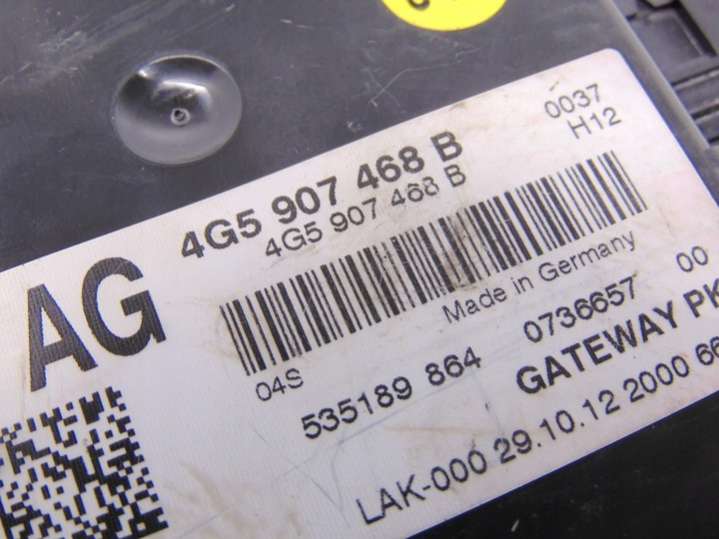 0037
H12
4G5 907 468 B
4G5 907 468 B
AG
Made in Germany
04S
535189 864 0736657 00
GATEWAY PK
LAK-000 29.10.12 2000 66